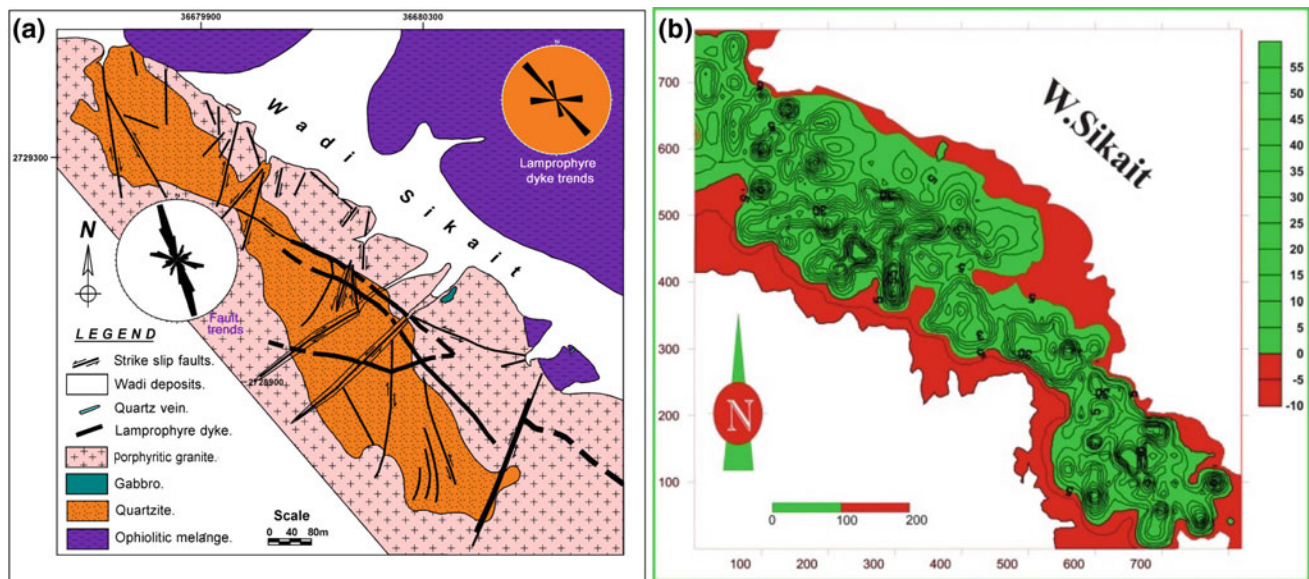 (a)
36679900
36680300
N
Wadi
Sikait
Lamprophyre
dyke trends
2729300
N
Fault
trends
LEGEND
Strike slip faults.
2728900
Wadi deposits.
Quartz vein.
Lamprophyre dyke.
Porphyritic granite.
Gabbro.
Quartzite.
Ophiolitic melange.
Scale
0 40 80m
(b)
W.Sikait
700
600
500
400
300
200
100
100 200 300 400 500 600 700
55
50
45
40
35
30
25
20
15
10
5
0
-5
-10
N
0 100 200